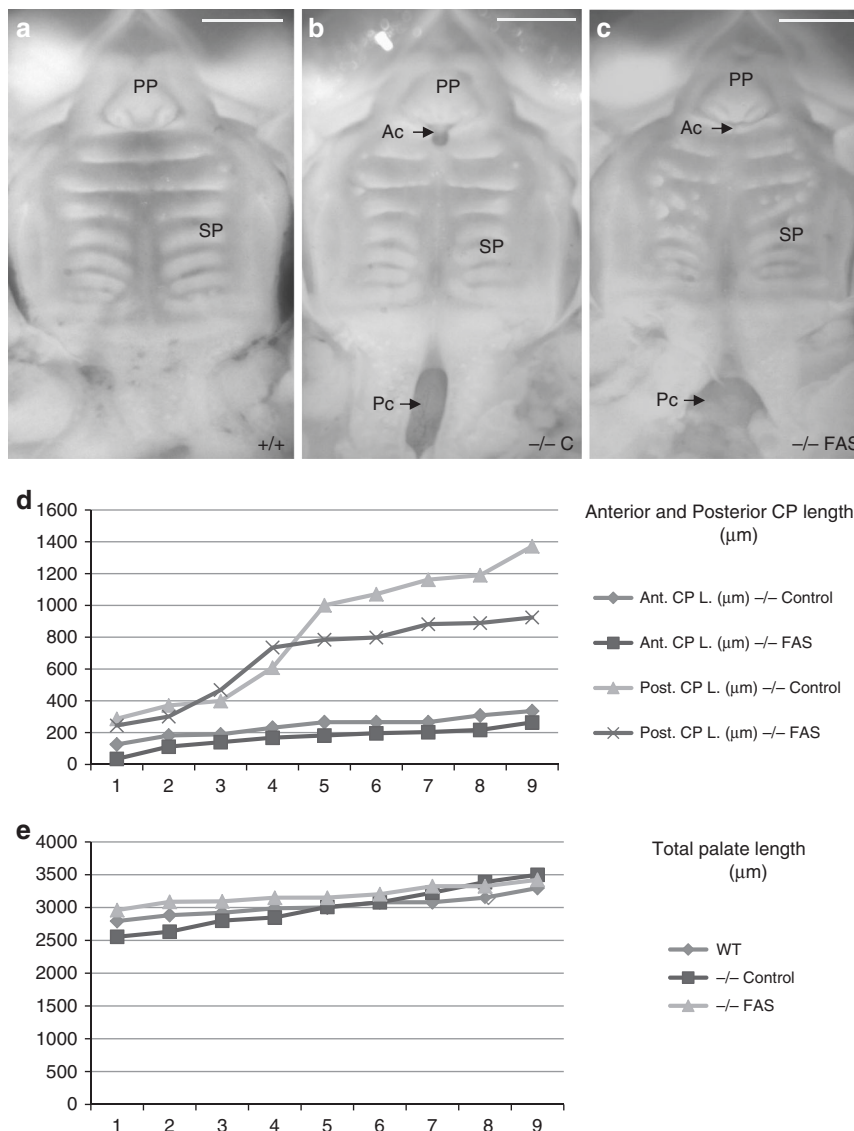 a
PP
SP
+/+
b
PP
Ac
SP
Pc
–/– C
c
PP
Ac
SP
Pc
–/– FAS
d
1600
1400
1200
1000
800
600
400
200
0
1 2 3 4 5 6 7 8 9
Anterior and Posterior CP length
(μm)
Ant. CP L. (μm) –/– Control
Ant. CP L. (μm) –/– FAS
Post. CP L. (μm) –/– Control
Post. CP L. (μm) –/– FAS
e
4000
3500
3000
2500
2000
1500
1000
500
0
1 2 3 4 5 6 7 8 9
Total palate length
(μm)
WT
–/– Control
–/– FAS